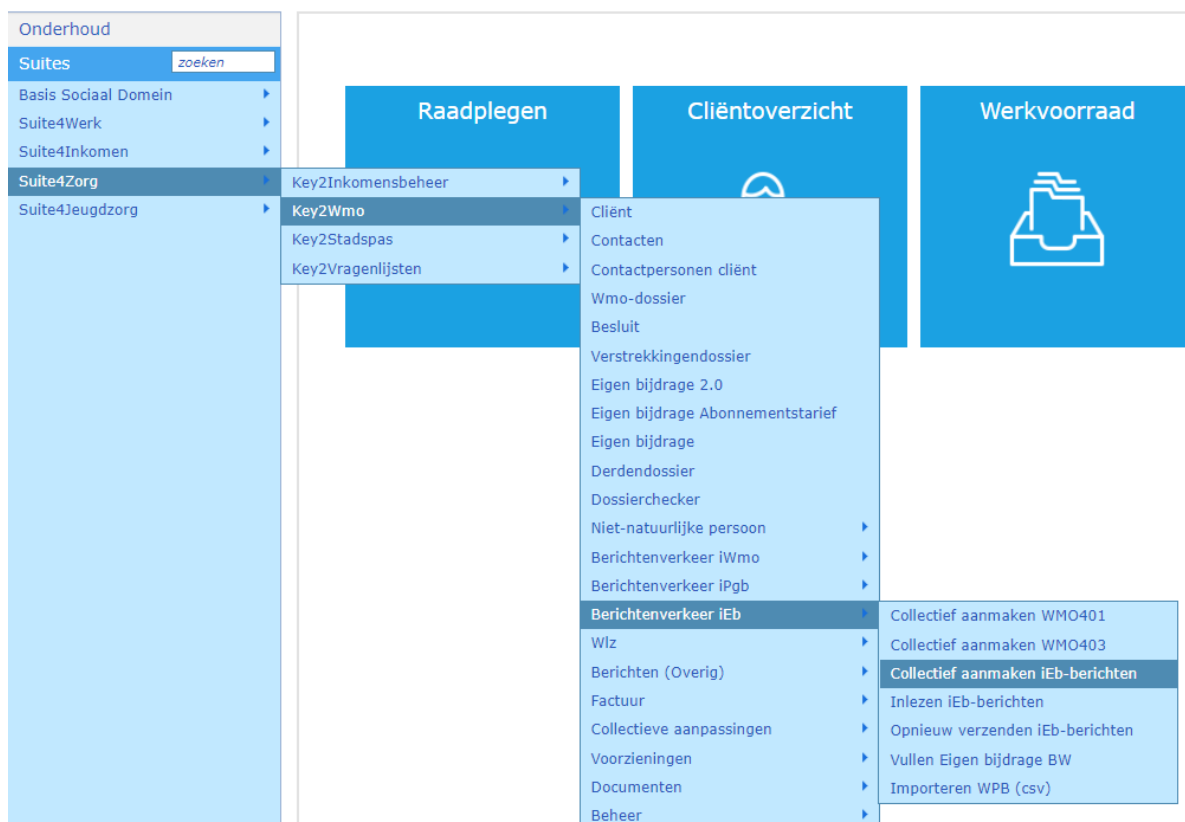 Onderhoud
Suites
zoeken
Basis Sociaal Domein
Suite4Werk
Suite4Inkomen
Suite4Zorg
Suite4Jeugdzorg
Raadplegen
Cliëntoverzicht
Werkvoorraad
Key2Inkomensbeheer
Key2Wmo
Key2Stadspas
Key2Vragenlijsten
Cliënt
Contacten
Contactpersonen cliënt
Wmo-dossier
Besluit
Verstrekkingendossier
Eigen bijdrage 2.0
Eigen bijdrage Abonnementstarief
Eigen bijdrage
Derdendossier
Dossierchecker
Niet-natuurlijke persoon
Berichtenverkeer iWmo
Berichtenverkeer iPgb
Berichtenverkeer iEb
Wlz
Berichten (Overig)
Factuur
Collectieve aanpassingen
Voorzieningen
Documenten
Beheer
Collectief aanmaken WMO401
Collectief aanmaken WMO403
Collectief aanmaken iEb-berichten
Inlezen iEb-berichten
Opnieuw verzenden iEb-berichten
Vullen Eigen bijdrage BW
Importeren WPB (csv)